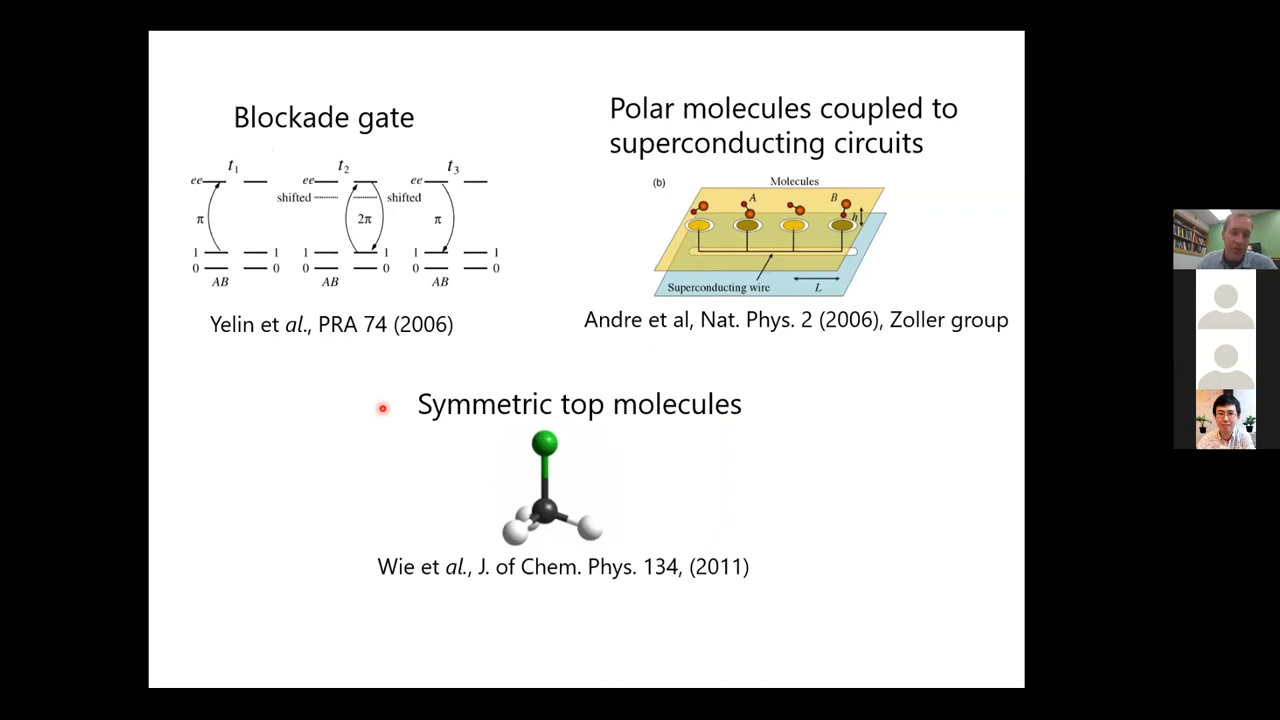 Blockade gate
t1 t2 t3
ee ee ee
shifted shifted
π 2π π
1 1 1 1 1 1
0 0 0 0 0 0
AB AB AB
Yelin et al., PRA 74 (2006)
Polar molecules coupled to
superconducting circuits
(b) Molecules
A B
h
Superconducting wire L
Andre et al, Nat. Phys. 2 (2006), Zoller group
Symmetric top molecules
Wie et al., J. of Chem. Phys. 134, (2011)